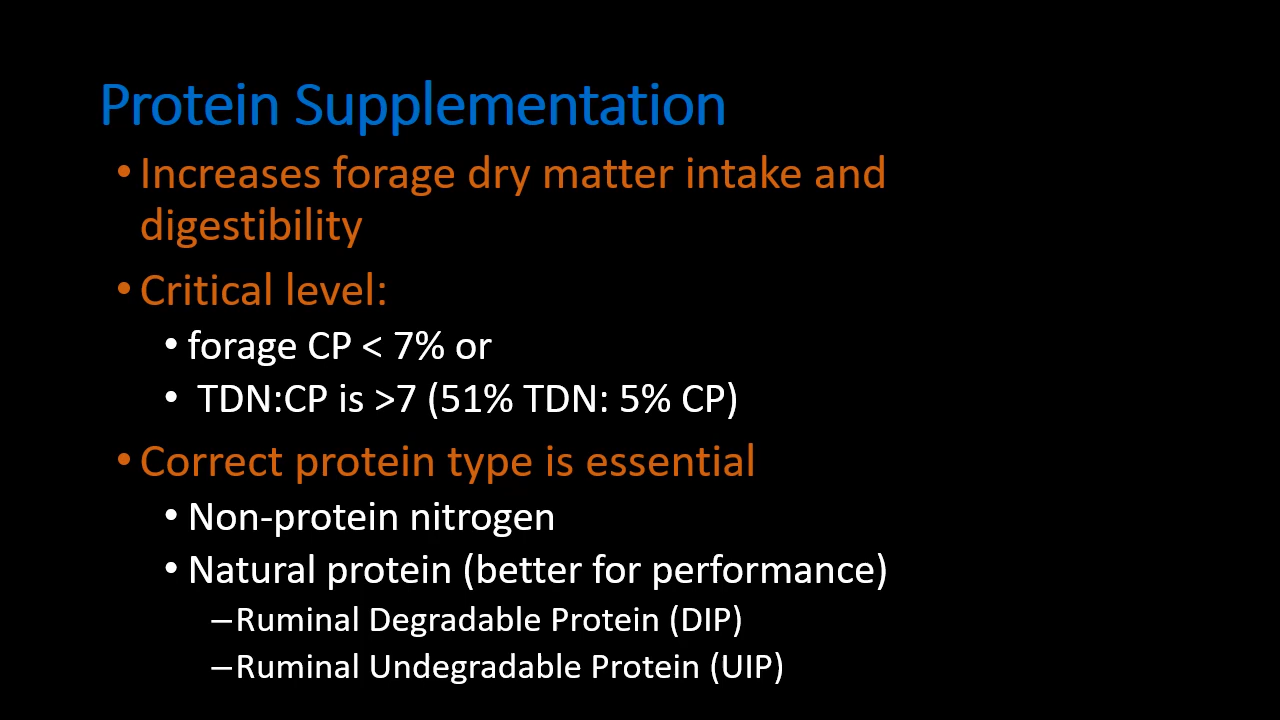 Protein Supplementation
• Increases forage dry matter intake and
digestibility
• Critical level:
• forage CP < 7% or
• TDN:CP is >7 (51% TDN: 5% CP)
• Correct protein type is essential
• Non-protein nitrogen
• Natural protein (better for performance)
–Ruminal Degradable Protein (DIP)
–Ruminal Undegradable Protein (UIP)